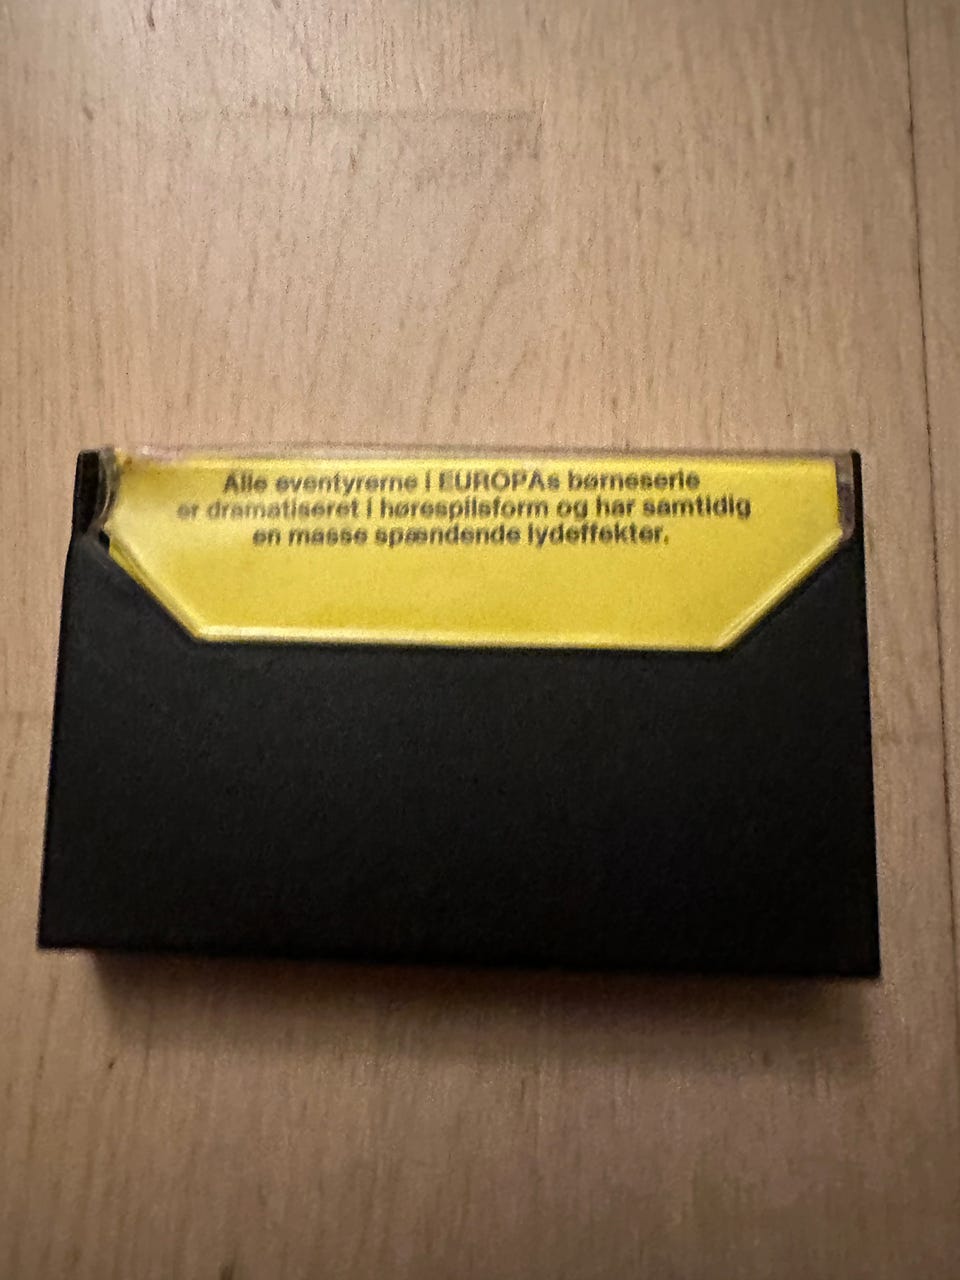 Alle eventyrerne i EUROPAs børneserie
er dramatiseret i hørespilsform og har samtidig
en masse spændende lydeffekter.